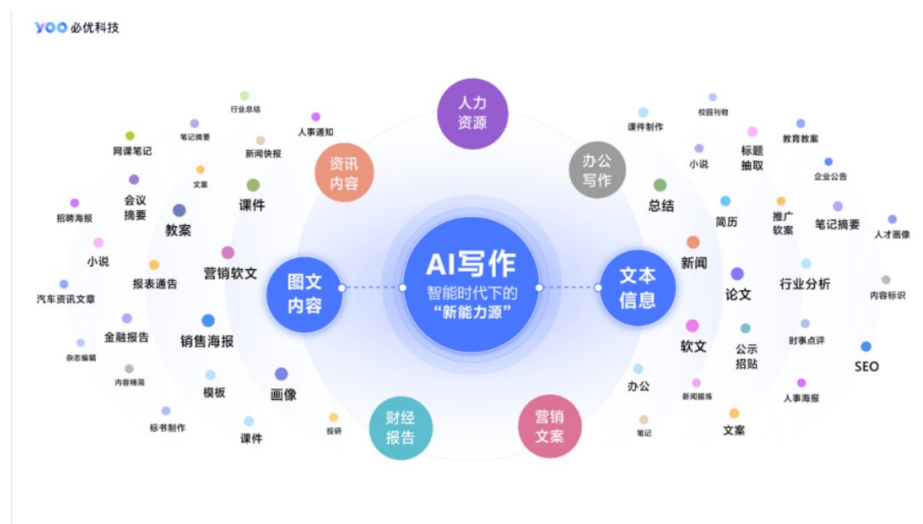 YOO 必优科技
人力
资源
资讯
内容
办公
写作
AI写作
智能时代下的
“新能力源”
图文
内容
文本
信息
财经
报告
营销
文案
行业总结
笔记摘要
人事通知
网课笔记
新闻快报
文案
会议
摘要
课件
招聘海报
教案
小说
报表通告
营销软文
汽车资讯文章
金融报告
销售海报
杂志编辑
内容精简
模板
画像
标书制作
课件
投研
校园刊物
课件制作
标题
抽取
教育教案
小说
企业公告
总结
简历
推广
软案
笔记摘要
人才画像
新闻
论文
行业分析
内容标识
软文
公示
招贴
时事点评
SEO
办公
新闻提炼
人事海报
笔记
文案